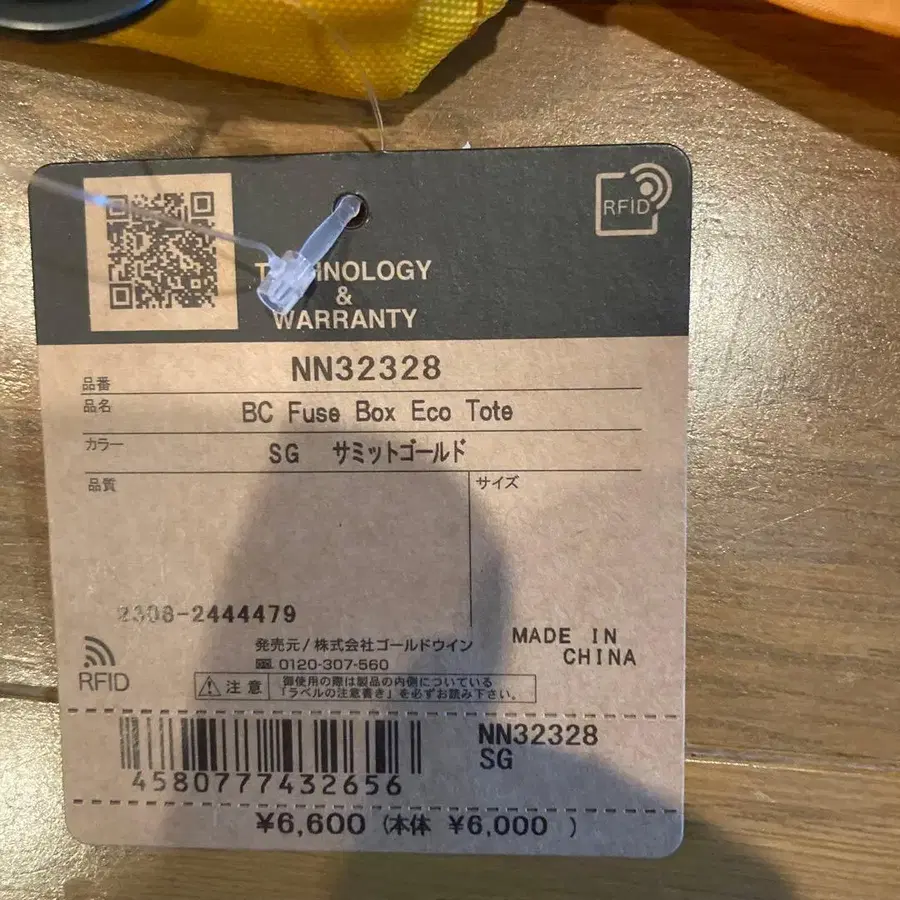 RFID
TECHNOLOGY
&
WARRANTY
品番 NN32328
品名 BC Fuse Box Eco Tote
カラー SG サミットゴールド
品質 サイズ
2308-2444479
発売元/株式会社ゴールドウイン
0120-307-560
MADE IN
CHINA
RFID
注意 御使用の際は製品の内側についている
「ラベルの注意書き」を必ずお読み下さい。
4580777432656
NN32328
SG
¥6,600 (本体 ¥6,000 )